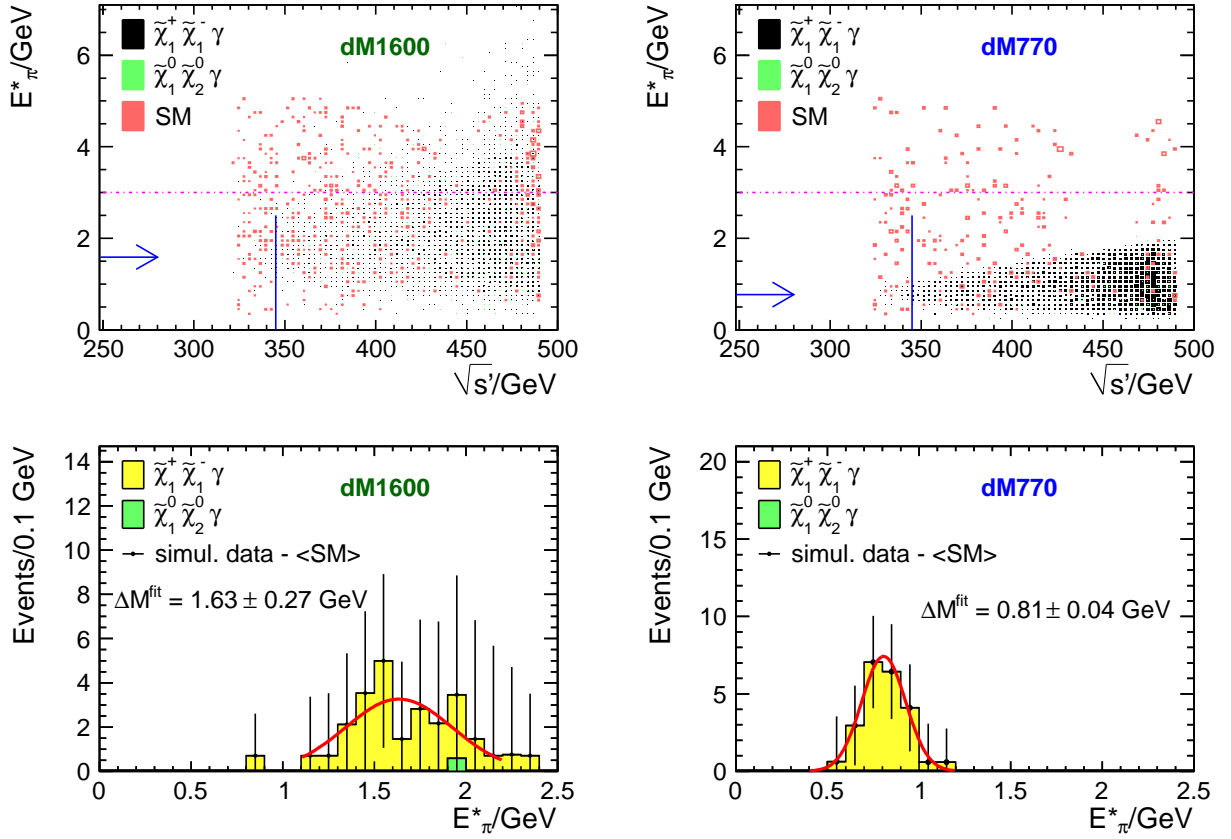 E*π/GeV
6
4
2
0
χ̃₁⁺ χ̃₁⁻ γ
χ̃₁⁰ χ̃₂⁰ γ
SM
dM1600
250 300 350 400 450 500
√s'/GeV
E*π/GeV
6
4
2
0
χ̃₁⁺ χ̃₁⁻ γ
χ̃₁⁰ χ̃₂⁰ γ
SM
dM770
250 300 350 400 450 500
√s'/GeV
Events/0.1 GeV
14
12
10
8
6
4
2
0
χ̃₁⁺ χ̃₁⁻ γ
χ̃₁⁰ χ̃₂⁰ γ
simul. data - <SM>
dM1600
ΔM^fit = 1.63 ± 0.27 GeV
0 0.5 1 1.5 2 2.5
E*π/GeV
Events/0.1 GeV
20
15
10
5
0
χ̃₁⁺ χ̃₁⁻ γ
χ̃₁⁰ χ̃₂⁰ γ
simul. data - <SM>
dM770
ΔM^fit = 0.81 ± 0.04 GeV
0 0.5 1 1.5 2 2.5
E*π/GeV